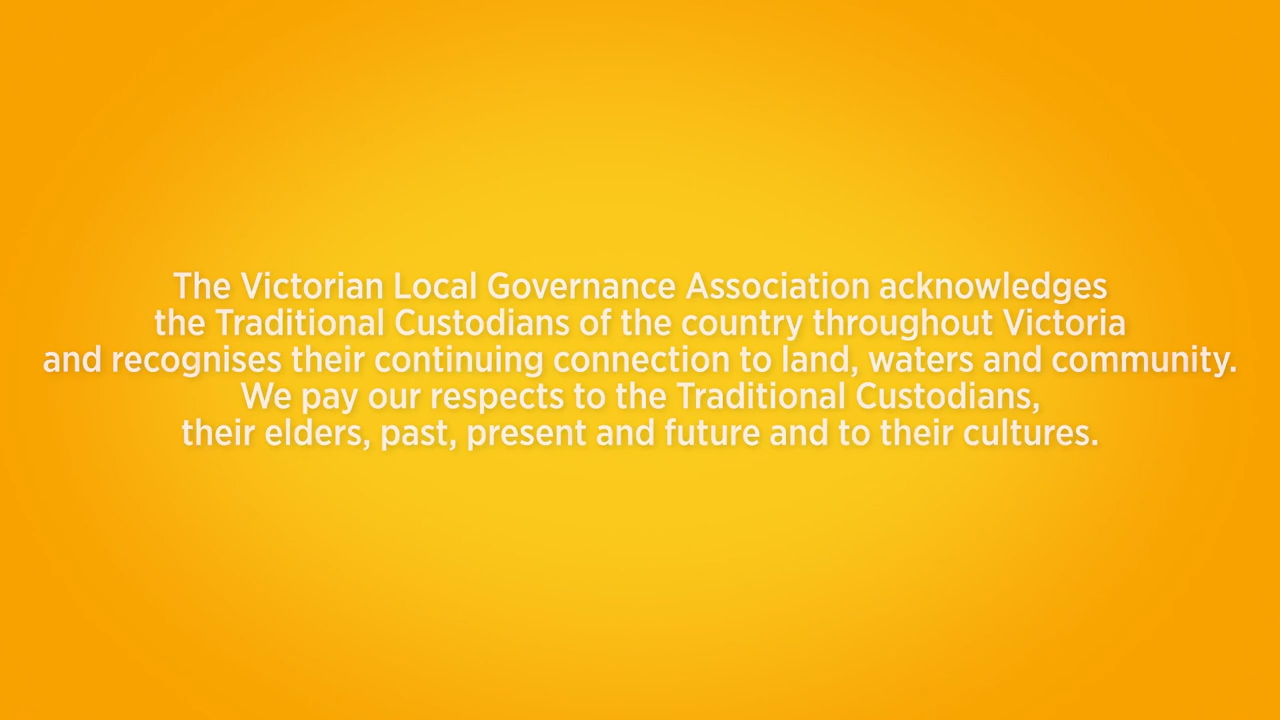 The Victorian Local Governance Association acknowledges
the Traditional Custodians of the country throughout Victoria
and recognises their continuing connection to land, waters and community.
We pay our respects to the Traditional Custodians,
their elders, past, present and future and to their cultures.